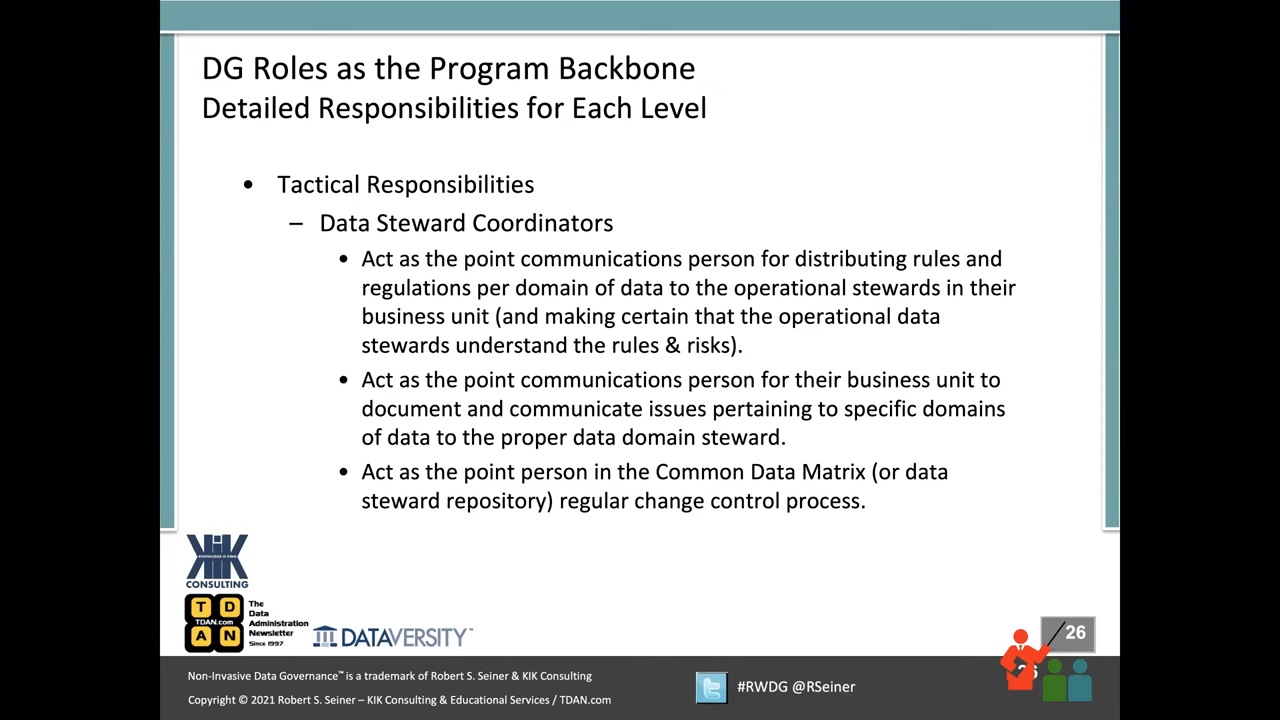 DG Roles as the Program Backbone
Detailed Responsibilities for Each Level
• Tactical Responsibilities
– Data Steward Coordinators
• Act as the point communications person for distributing rules and
regulations per domain of data to the operational stewards in their
business unit (and making certain that the operational data
stewards understand the rules & risks).
• Act as the point communications person for their business unit to
document and communicate issues pertaining to specific domains
of data to the proper data domain steward.
• Act as the point person in the Common Data Matrix (or data
steward repository) regular change control process.
KIK
KNOWLEDGE IS KING
CONSULTING
T D
TDAN.com
A N
The
Data
Administration
Newsletter
Since 1997
DATAVERSITY™
26
Non-Invasive Data Governance™ is a trademark of Robert S. Seiner & KIK Consulting
Copyright © 2021 Robert S. Seiner – KIK Consulting & Educational Services / TDAN.com
#RWDG @RSeiner